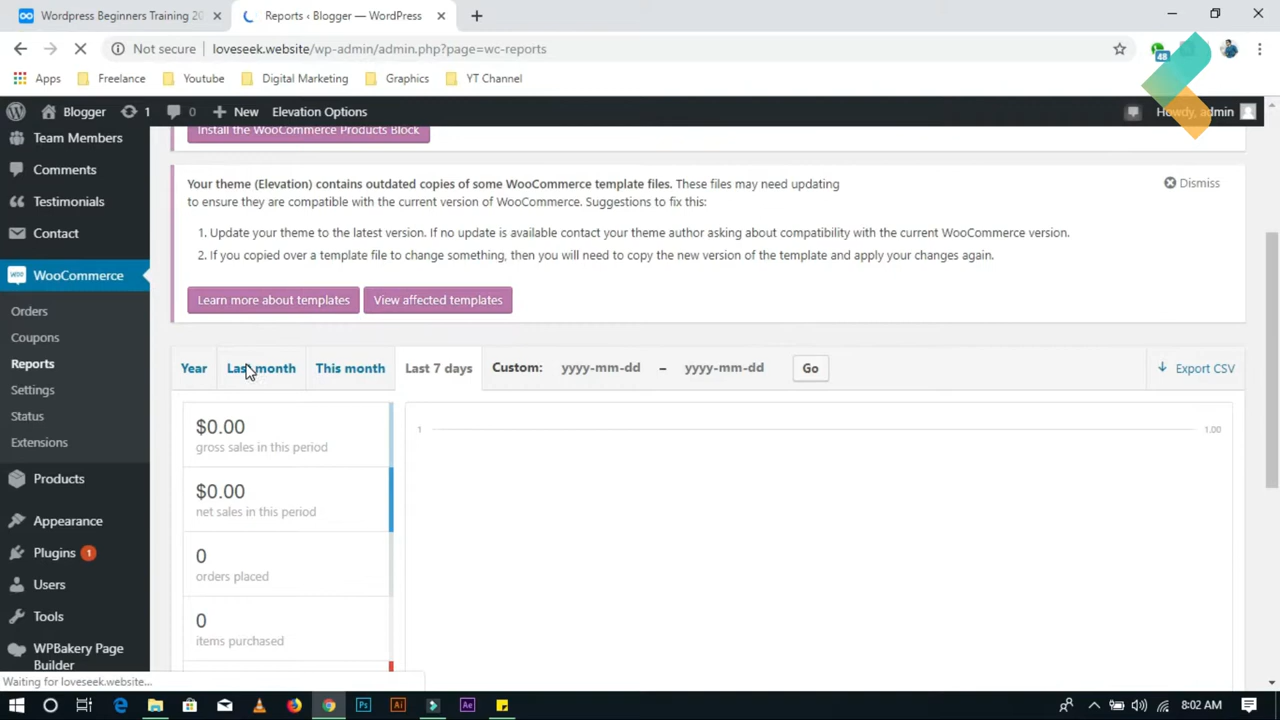 Wordpress Beginners Training 20
Reports ‹ Blogger — WordPress
Not secure
loveseek.website/wp-admin/admin.php?page=wc-reports
48
Apps
Freelance
Youtube
Digital Marketing
Graphics
YT Channel
Blogger
1
0
New
Elevation Options
Howdy, admin
Team Members
Comments
Testimonials
Contact
WooCommerce
Orders
Coupons
Reports
Settings
Status
Extensions
Products
Appearance
Plugins 1
Users
Tools
WPBakery Page
Builder
Install the WooCommerce Products Block
Your theme (Elevation) contains outdated copies of some WooCommerce template files. These files may need updating
to ensure they are compatible with the current version of WooCommerce. Suggestions to fix this:
Dismiss
1. Update your theme to the latest version. If no update is available contact your theme author asking about compatibility with the current WooCommerce version.
2. If you copied over a template file to change something, then you will need to copy the new version of the template and apply your changes again.
Learn more about templates
View affected templates
Year
Last month
This month
Last 7 days
Custom:
yyyy-mm-dd
–
yyyy-mm-dd
Go
Export CSV
$0.00
gross sales in this period
$0.00
net sales in this period
0
orders placed
0
items purchased
1
1.00
Waiting for loveseek.website...
Ps
Ai
Ae
8:02 AM